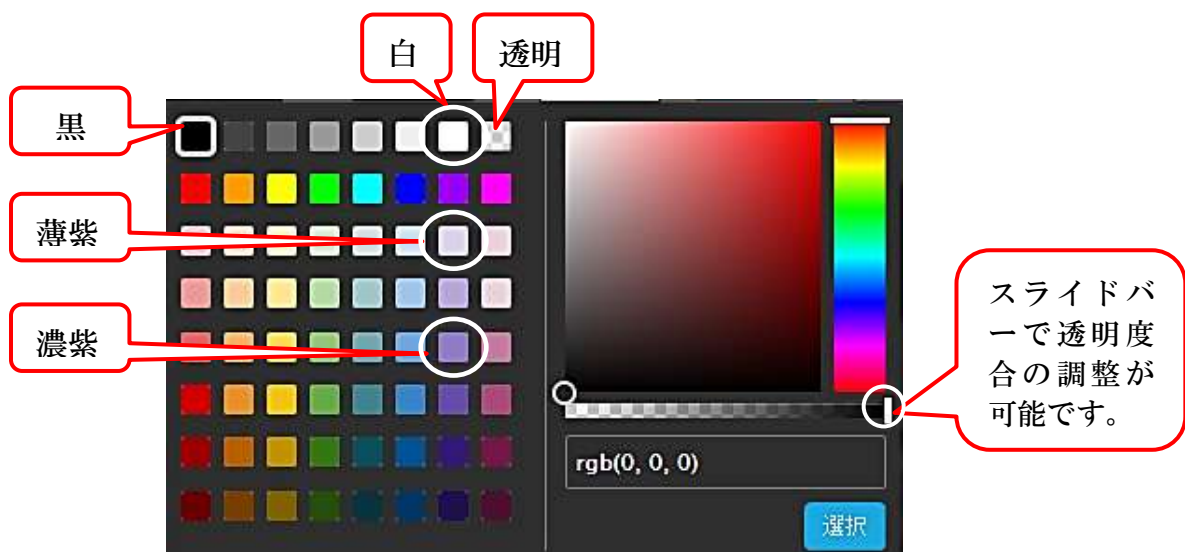 白
透明
黒
薄紫
濃紫
スライドバ
ーで透明度
合の調整が
可能です。
rgb(0, 0, 0)
選択